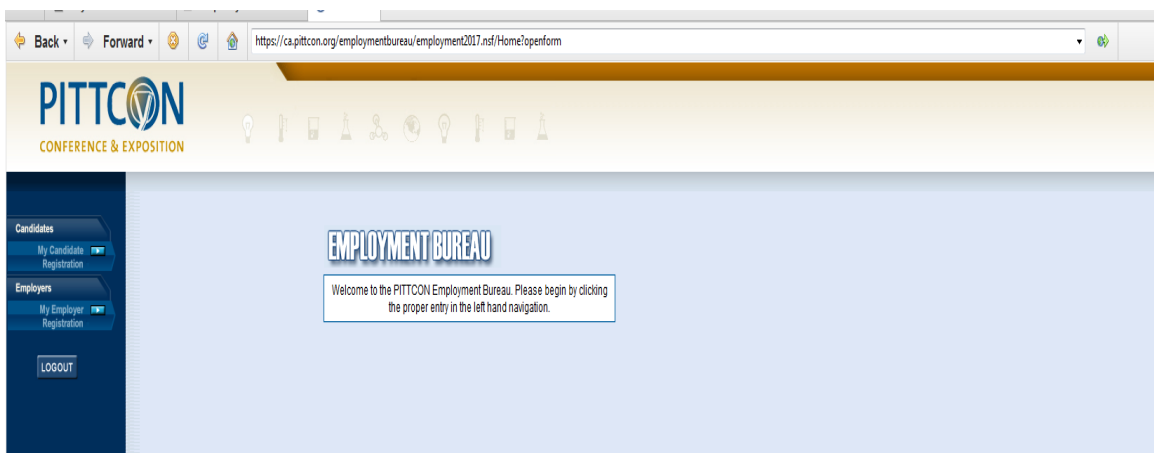 Back
Forward
https://ca.pittcon.org/employmentbureau/employment2017.nsf/Home?openform
PITTCON
CONFERENCE & EXPOSITION
Candidates
My Candidate
Registration
Employers
My Employer
Registration
LOGOUT
EMPLOYMENT BUREAU
Welcome to the PITTCON Employment Bureau. Please begin by clicking
the proper entry in the left hand navigation.